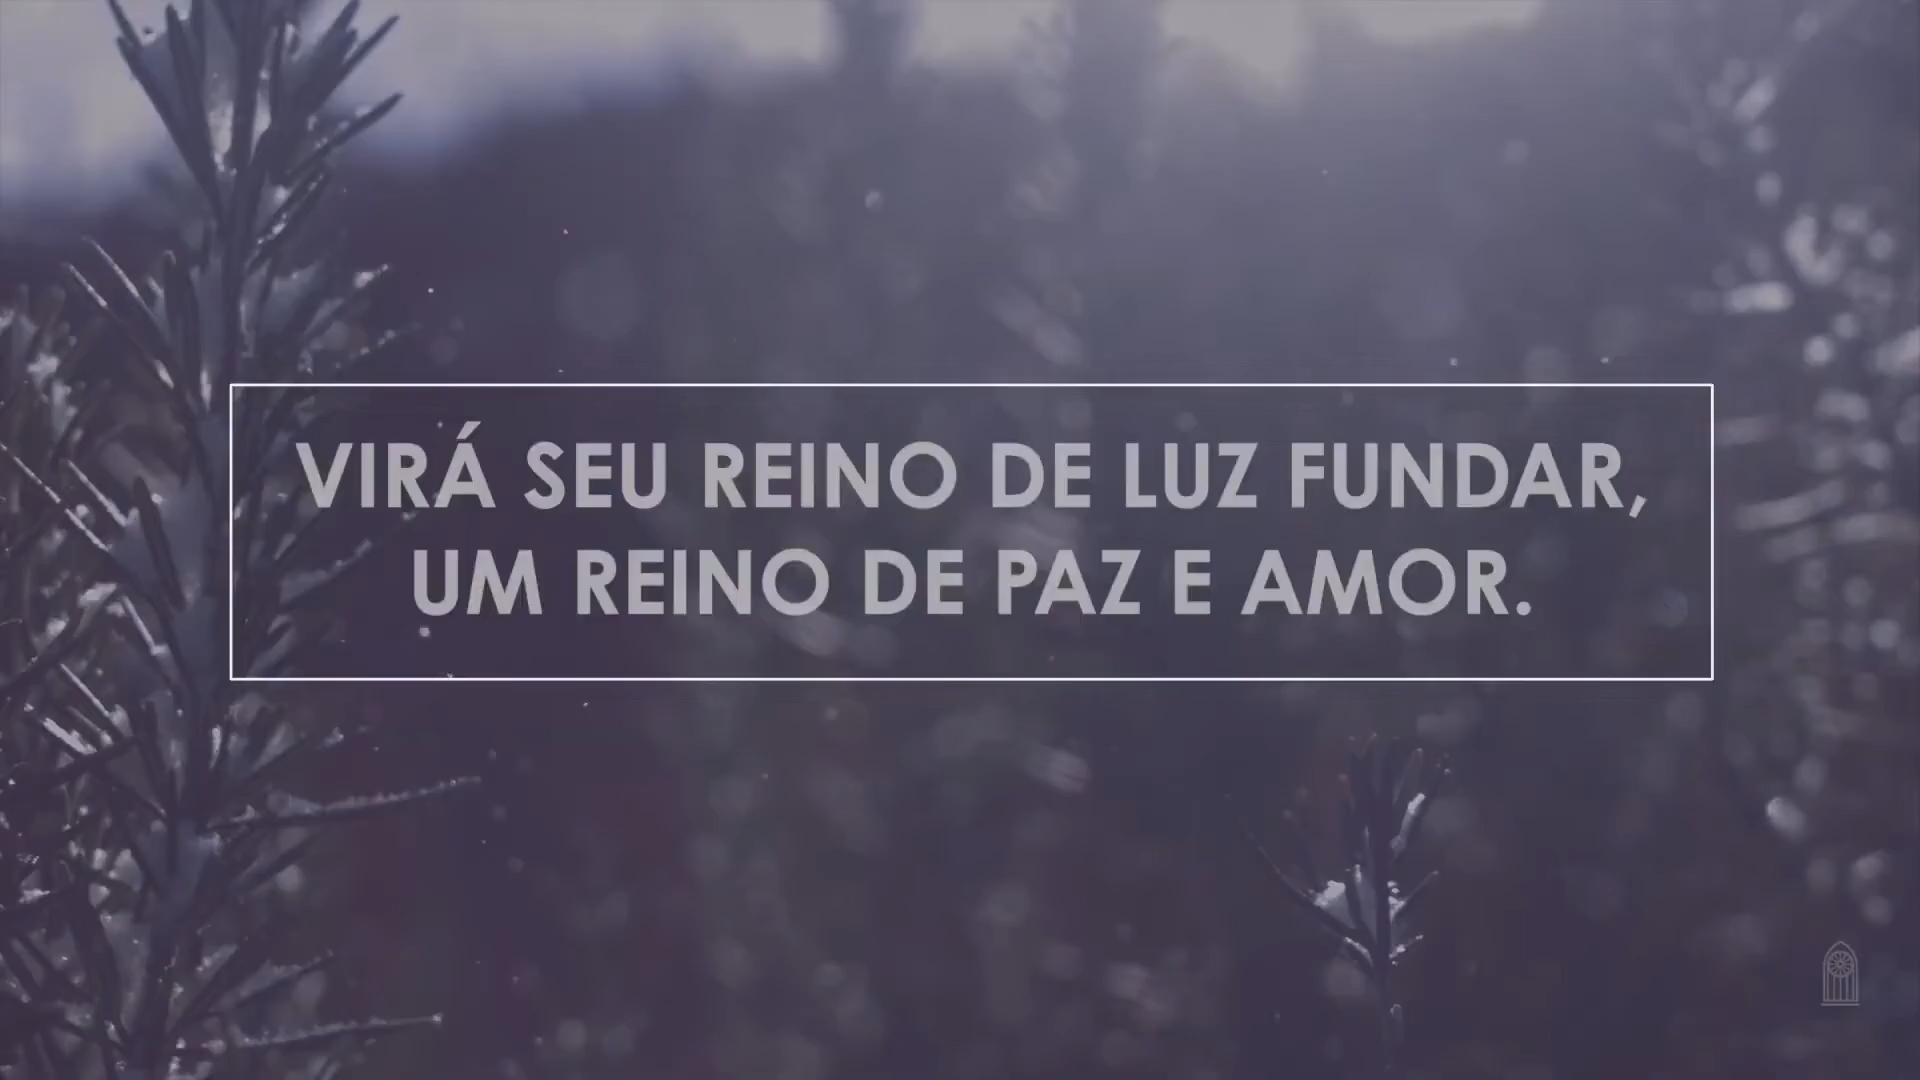 VIRÁ SEU REINO DE LUZ FUNDAR,
UM REINO DE PAZ E AMOR.